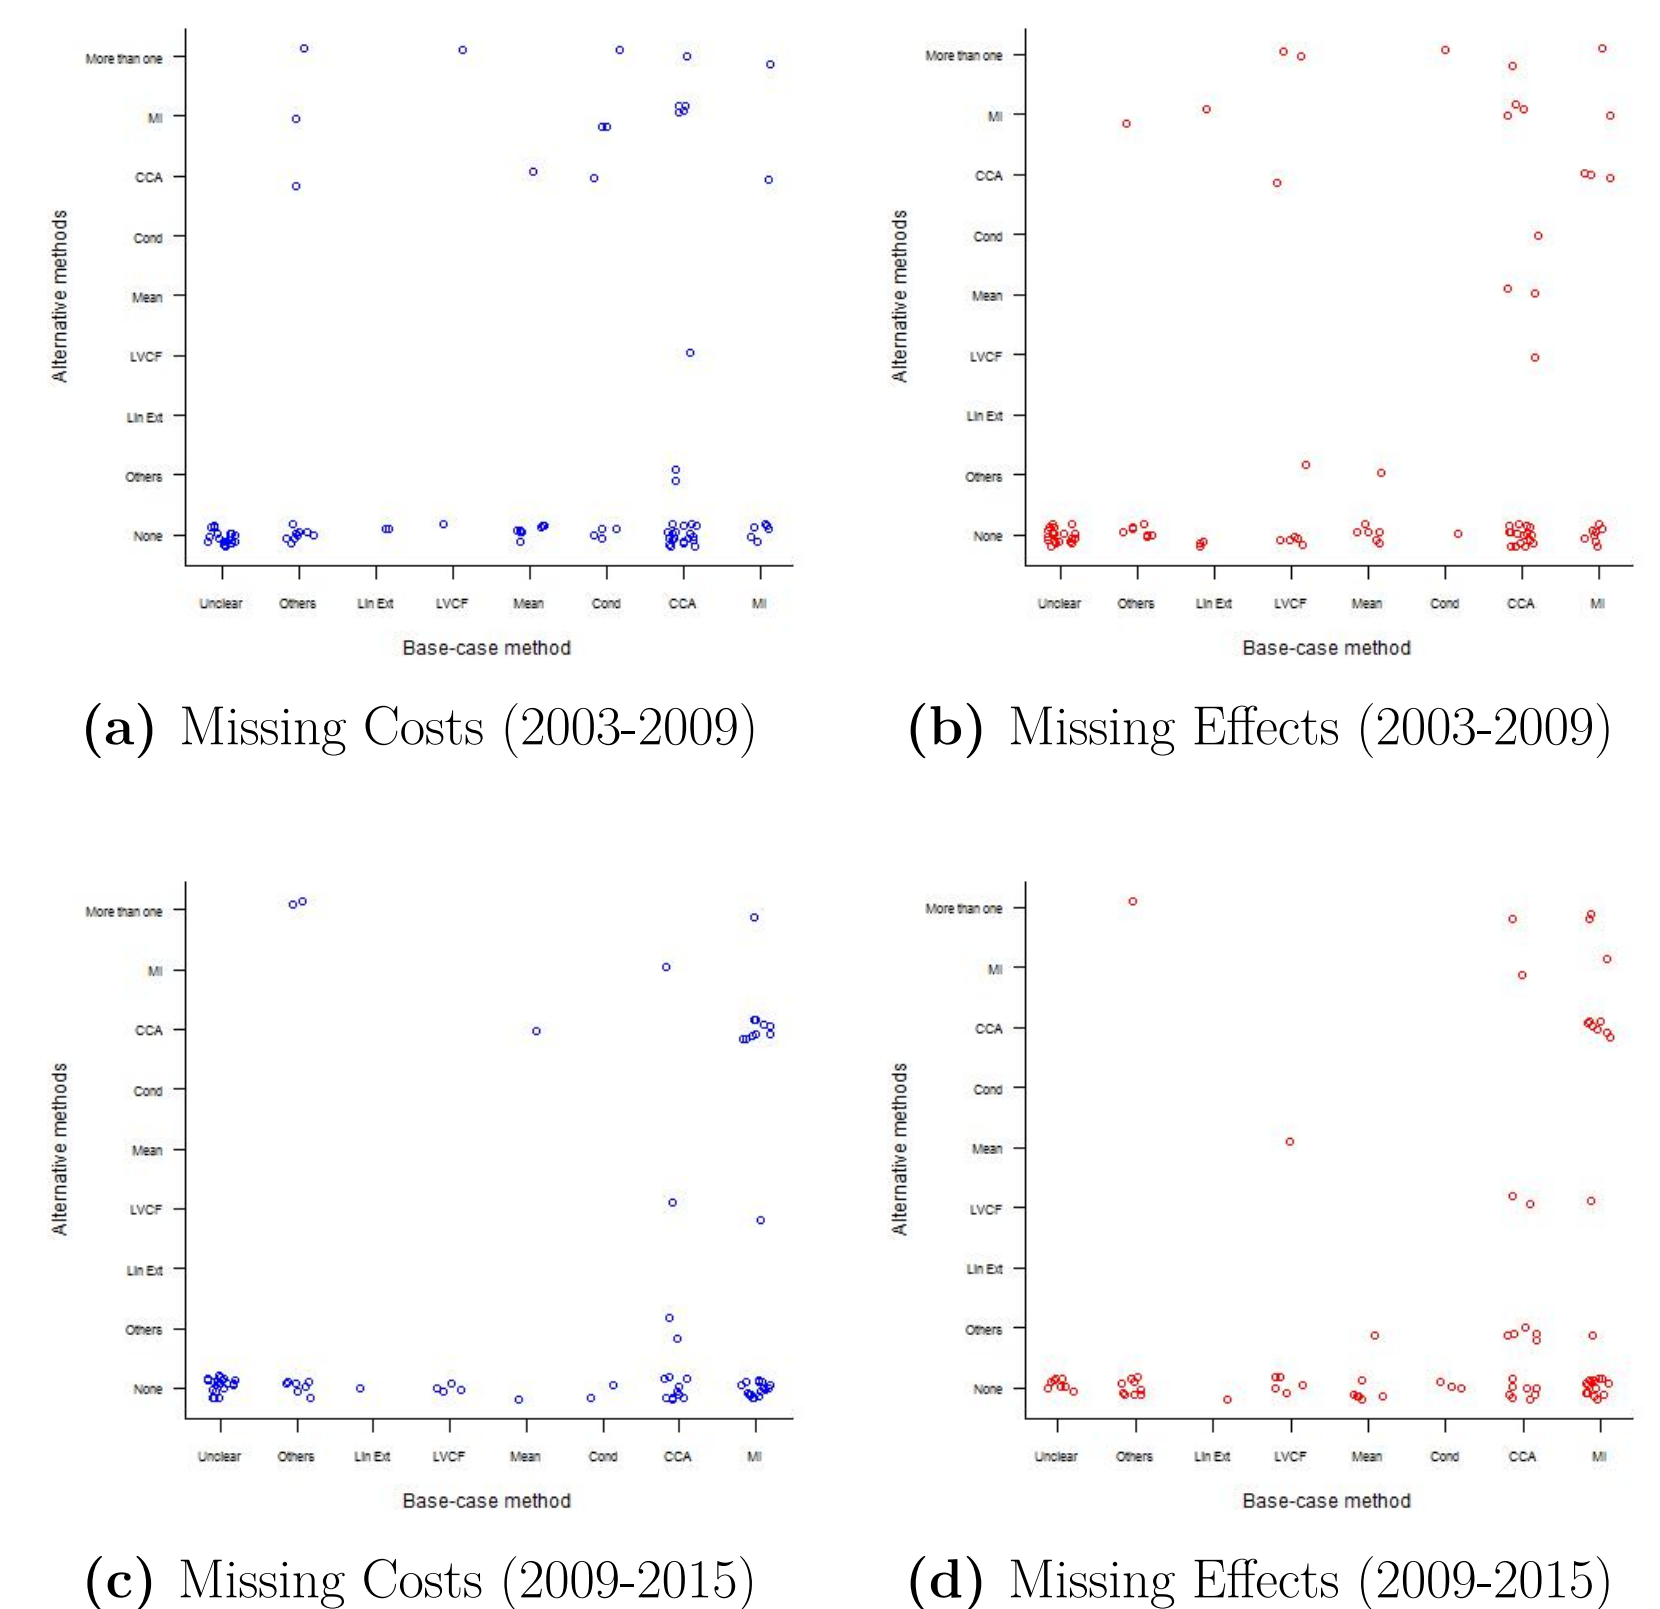 More than one
MI
CCA
Cond
Mean
LVCF
Lin Ext
Others
None
Alternative methods
Unclear Others Lin Ext LVCF Mean Cond CCA MI
Base-case method
(a) Missing Costs (2003-2009)
More than one
MI
CCA
Cond
Mean
LVCF
Lin Ext
Others
None
Alternative methods
Unclear Others Lin Ext LVCF Mean Cond CCA MI
Base-case method
(b) Missing Effects (2003-2009)
More than one
MI
CCA
Cond
Mean
LVCF
Lin Ext
Others
None
Alternative methods
Unclear Others Lin Ext LVCF Mean Cond CCA MI
Base-case method
(c) Missing Costs (2009-2015)
More than one
MI
CCA
Cond
Mean
LVCF
Lin Ext
Others
None
Alternative methods
Unclear Others Lin Ext LVCF Mean Cond CCA MI
Base-case method
(d) Missing Effects (2009-2015)